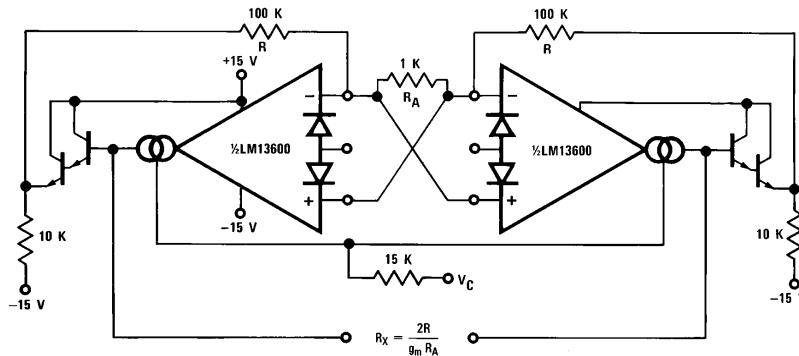 100 K
R
100 K
R
+15 V
1 K
R_A
−
−
½LM13600
½LM13600
+
+
10 K
−15 V
−15 V
15 K
V_C
10 K
−15 V
R_X = 2R / g_m R_A